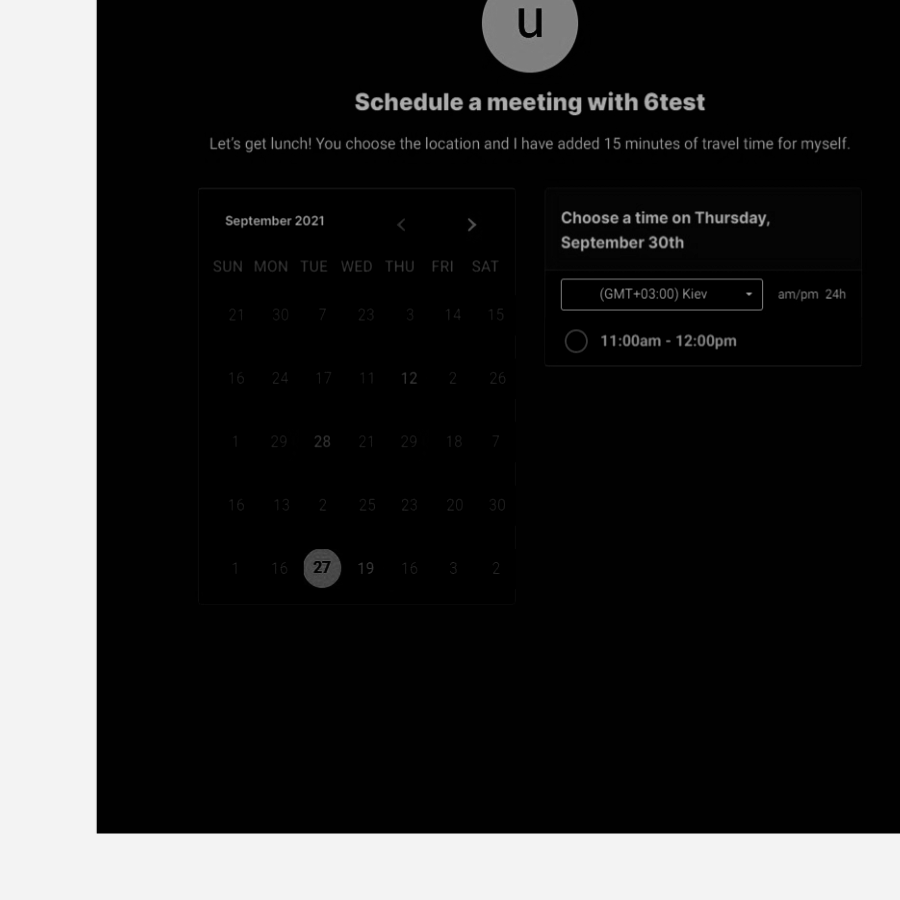 u
Schedule a meeting with 6test
Let's get lunch! You choose the location and I have added 15 minutes of travel time for myself.
September 2021
SUN MON TUE WED THU FRI SAT
21 30 7 23 3 14 15
16 24 17 11 12 2 26
1 29 28 21 29 18 7
16 13 2 25 23 20 30
1 16 27 19 16 3 2
Choose a time on Thursday,
September 30th
(GMT+03:00) Kiev am/pm 24h
11:00am - 12:00pm